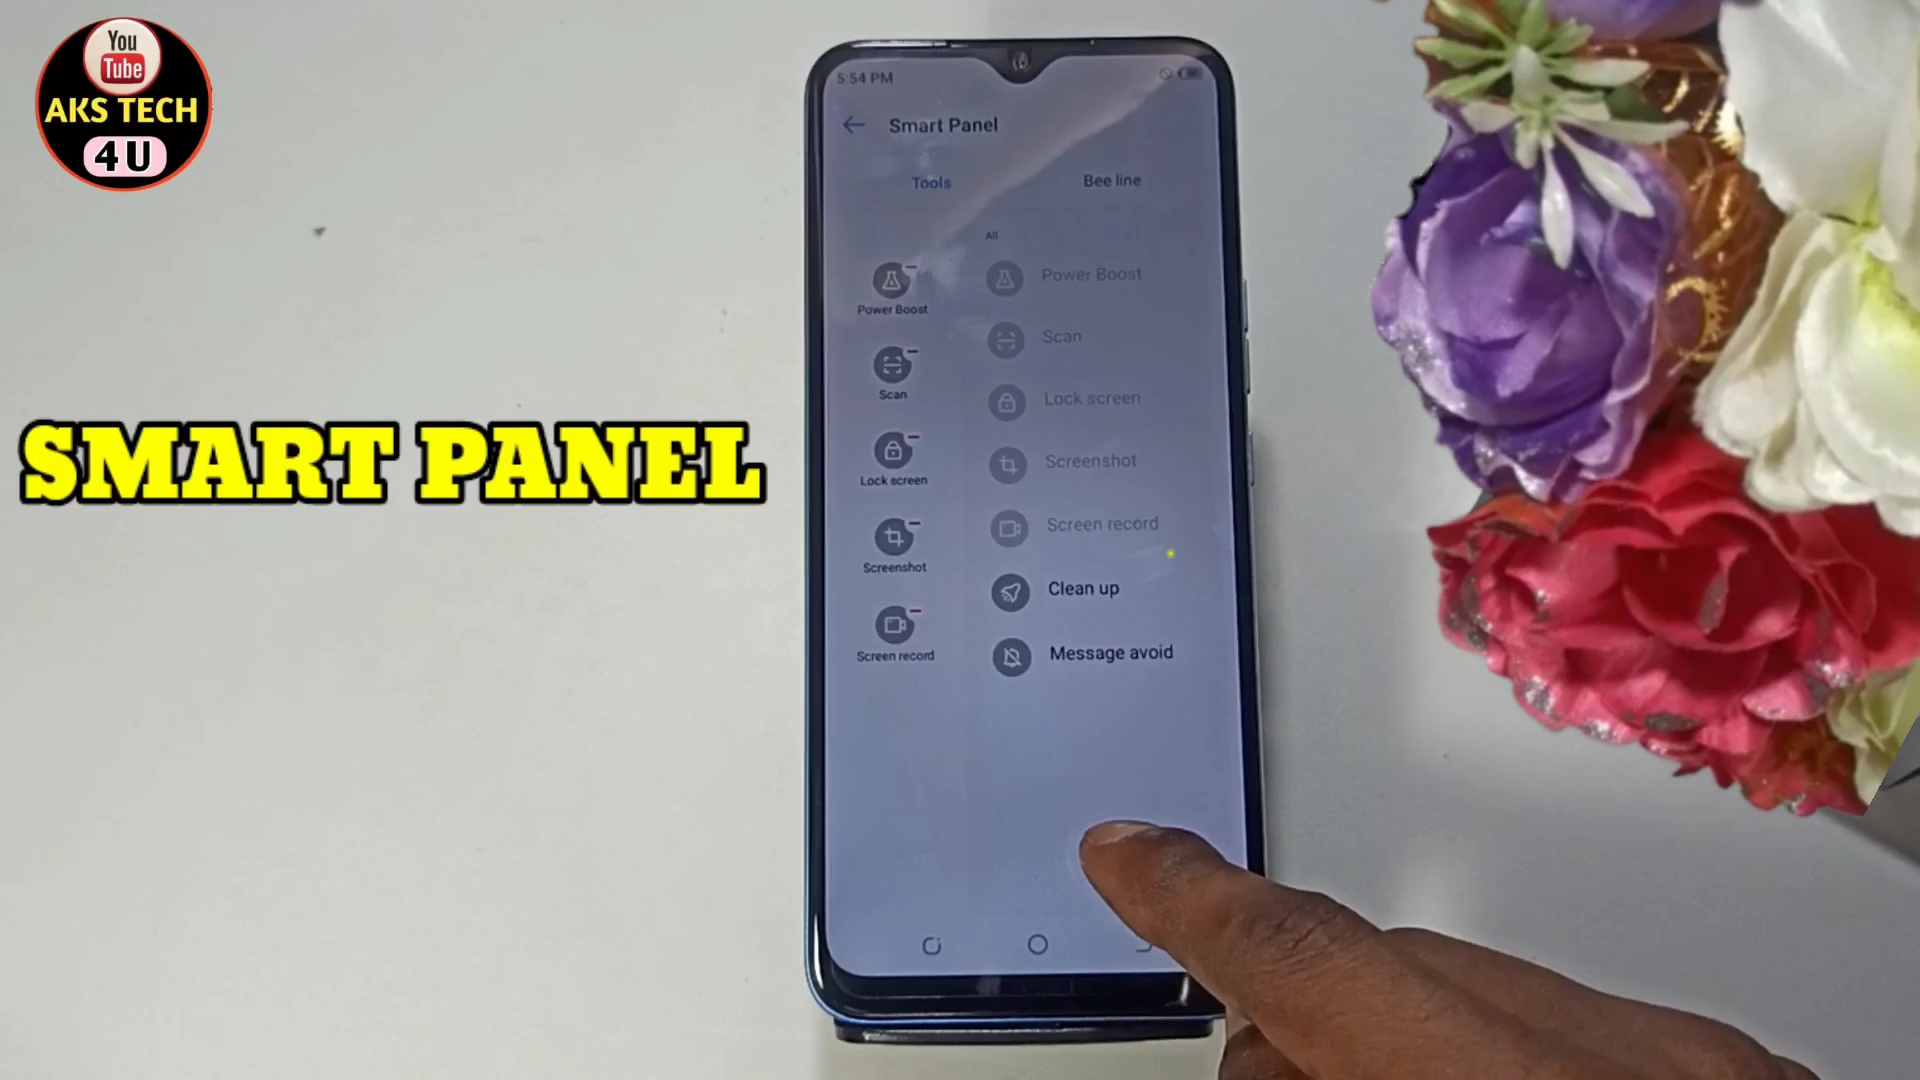 You
Tube
AKS TECH
4 U
SMART PANEL
5:54 PM
Smart Panel
Tools
Bee line
All
Power Boost
Scan
Lock screen
Screenshot
Screen record
Power Boost
Scan
Lock screen
Screenshot
Screen record
Clean up
Message avoid